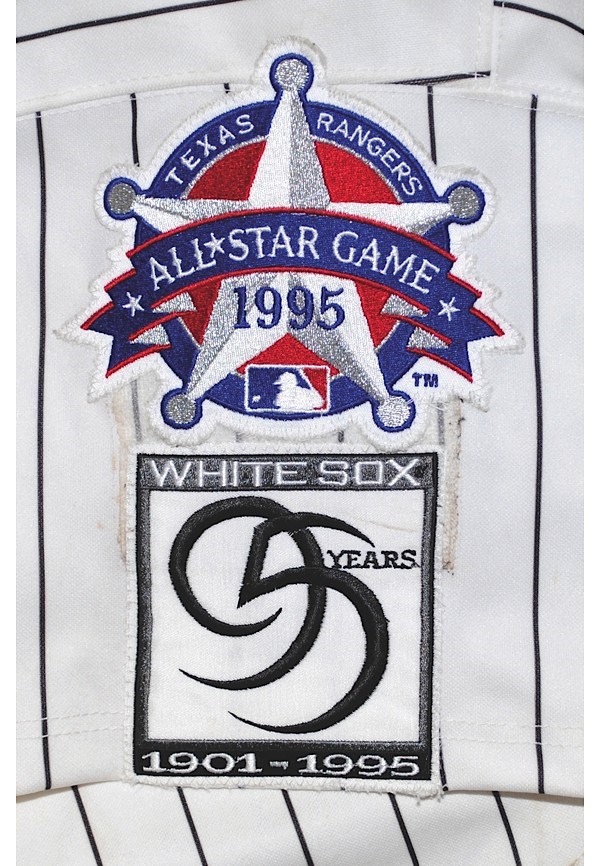 TEXAS RANGERS
ALL★STAR GAME
1995
TM
WHITE SOX
95
YEARS
1901-1995